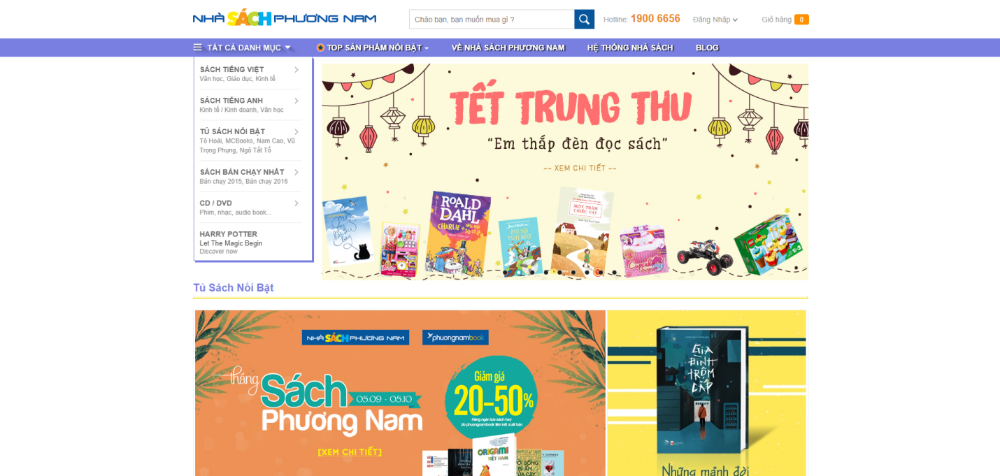 NHÀ SÁCH PHƯƠNG NAM
Chào bạn, bạn muốn mua gì ?
Hotline: 1900 6656
Đăng Nhập
Giỏ hàng 0
TẤT CẢ DANH MỤC
TOP SẢN PHẨM NỔI BẬT
VỀ NHÀ SÁCH PHƯƠNG NAM
HỆ THỐNG NHÀ SÁCH
BLOG
SÁCH TIẾNG VIỆT
Văn học, Giáo dục, Kinh tế
SÁCH TIẾNG ANH
Kinh tế / Kinh doanh, Văn học
TỦ SÁCH NỔI BẬT
Tô Hoài, MCBooks, Nam Cao, Vũ
Trọng Phụng, Ngô Tất Tố
SÁCH BÁN CHẠY NHẤT
Bán chạy 2015, Bán chạy 2016
CD / DVD
Phim, nhạc, audio book...
HARRY POTTER
Let The Magic Begin
Discover now
TẾT TRUNG THU
“Em thắp đèn đọc sách”
~~ XEM CHI TIẾT ~~
ROALD
DAHL
CHARLIE
MỘT TRĂM
CHIẾC VÁY
Barbie
Tủ Sách Nổi Bật
NHÀ SÁCH PHƯƠNG NAM
phuongnambook
tháng
Sách
05.09 - 05.10
Phương Nam
[XEM CHI TIẾT]
Giảm giá
20-50%
Hàng ngàn tựa sách hay
do phuongnambook liên kết xuất bản
ORIGAMI
VIỆT NAM
GIA
ĐÌNH
TRỘM
CẮP
Những mảnh đời